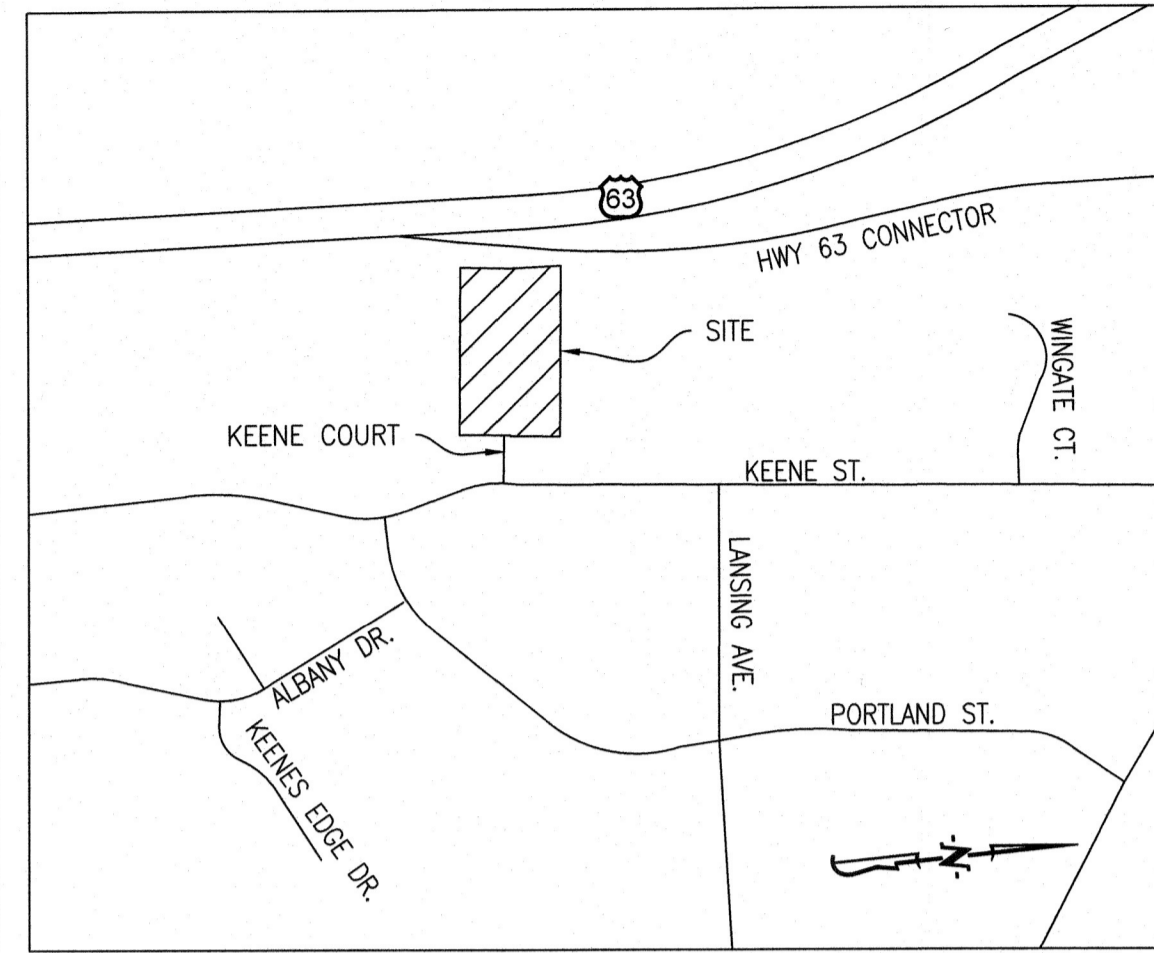 63
HWY 63 CONNECTOR
SITE
WINGATE CT.
KEENE COURT
KEENE ST.
LANSING AVE.
ALBANY DR.
PORTLAND ST.
KEENES EDGE DR.
N